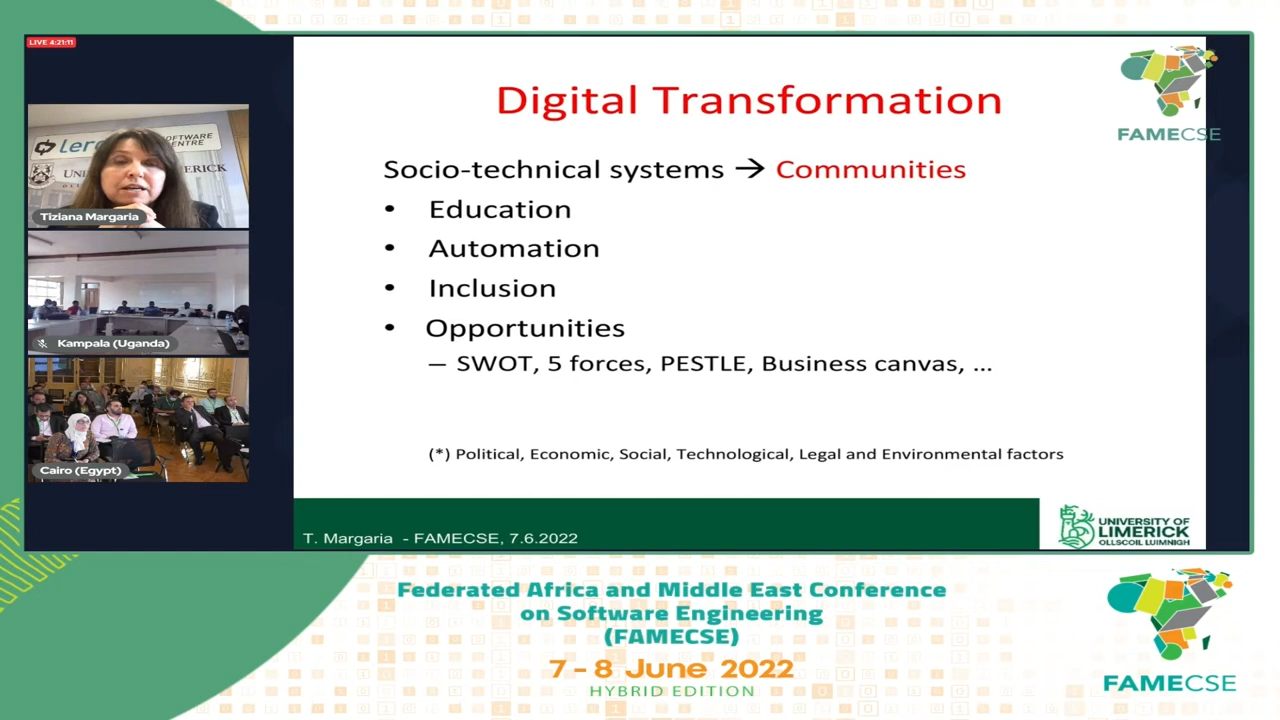 LIVE 4:21:11
Digital Transformation
FAMECSE
Socio-technical systems → Communities
• Education
• Automation
• Inclusion
• Opportunities
– SWOT, 5 forces, PESTLE, Business canvas, ...
(*) Political, Economic, Social, Technological, Legal and Environmental factors
Tiziana Margaria
Kampala (Uganda)
Cairo (Egypt)
T. Margaria - FAMECSE, 7.6.2022
UNIVERSITY OF
LIMERICK
OLLSCOIL LUIMNIGH
Federated Africa and Middle East Conference
on Software Engineering
(FAMECSE)
7 - 8 June 2022
HYBRID EDITION
FAMECSE